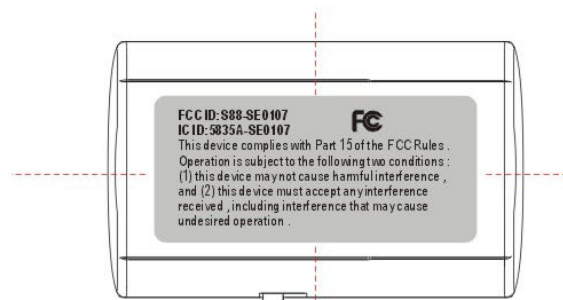 FCC ID:S88-SE0107
IC ID:5835A-SE0107
FC
This device complies with Part 15 of the FCC Rules .
Operation is subject to the following two conditions :
(1) this device may not cause harmful interference ,
and (2) this device must accept any interference
received , including interference that may cause
undesired operation .